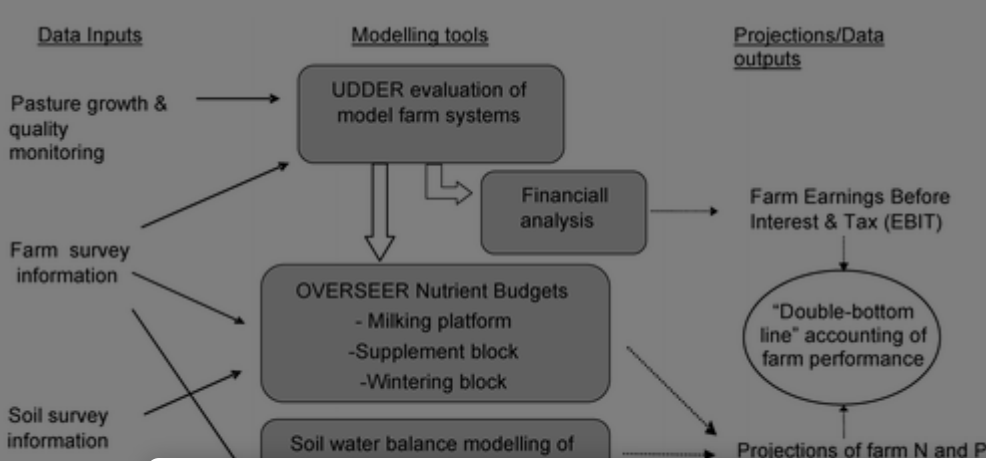 Data Inputs
Modelling tools
Projections/Data
outputs
Pasture growth &
quality
monitoring
UDDER evaluation of
model farm systems
Financiall
analysis
Farm Earnings Before
Interest & Tax (EBIT)
Farm survey
information
OVERSEER Nutrient Budgets
- Milking platform
-Supplement block
-Wintering block
"Double-bottom
line" accounting of
farm performance
Soil survey
information
Soil water balance modelling of
Projections of farm N and P